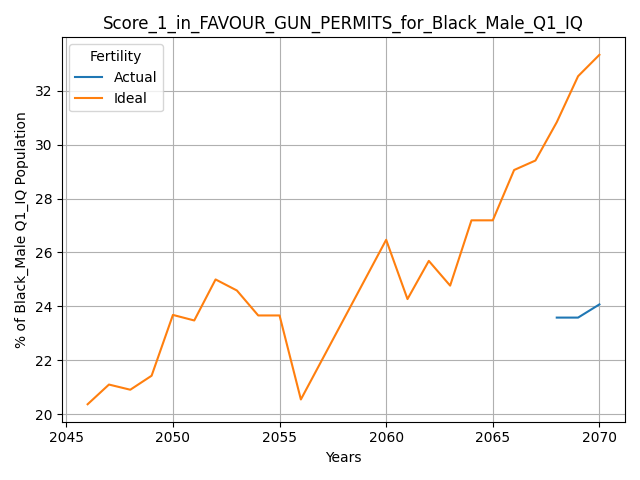 Score_1_in_FAVOUR_GUN_PERMITS_for_Black_Male_Q1_IQ
Fertility
Actual
Ideal
% of Black_Male Q1_IQ Population
32
30
28
26
24
22
20
2045 2050 2055 2060 2065 2070
Years